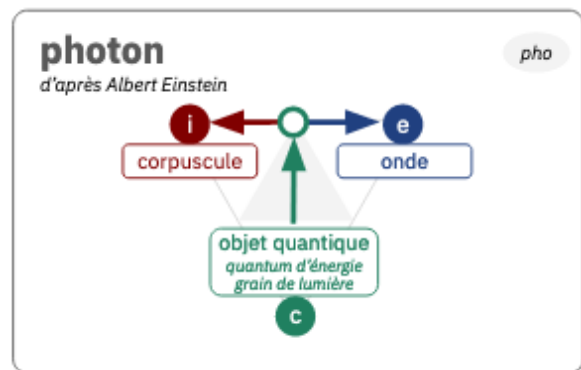 photon
pho
d'après Albert Einstein
i
e
corpuscule
onde
objet quantique
quantum d'énergie
grain de lumière
c